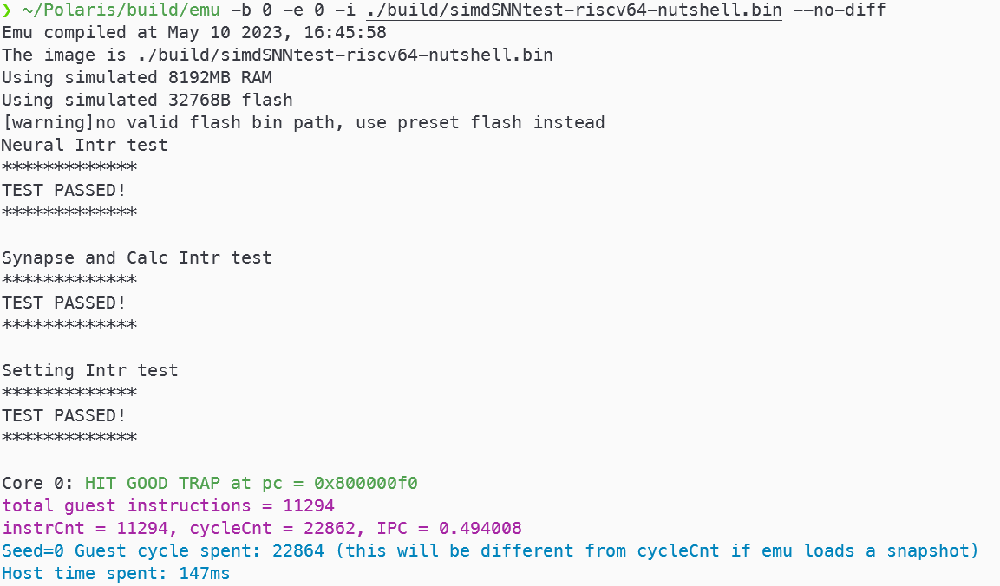 ❯ ~/Polaris/build/emu -b 0 -e 0 -i ./build/simdSNNtest-riscv64-nutshell.bin --no-diff
Emu compiled at May 10 2023, 16:45:58
The image is ./build/simdSNNtest-riscv64-nutshell.bin
Using simulated 8192MB RAM
Using simulated 32768B flash
[warning]no valid flash bin path, use preset flash instead
Neural Intr test
*************
TEST PASSED!
*************
Synapse and Calc Intr test
*************
TEST PASSED!
*************
Setting Intr test
*************
TEST PASSED!
*************
Core 0: HIT GOOD TRAP at pc = 0x800000f0
total guest instructions = 11294
instrCnt = 11294, cycleCnt = 22862, IPC = 0.494008
Seed=0 Guest cycle spent: 22864 (this will be different from cycleCnt if emu loads a snapshot)
Host time spent: 147ms